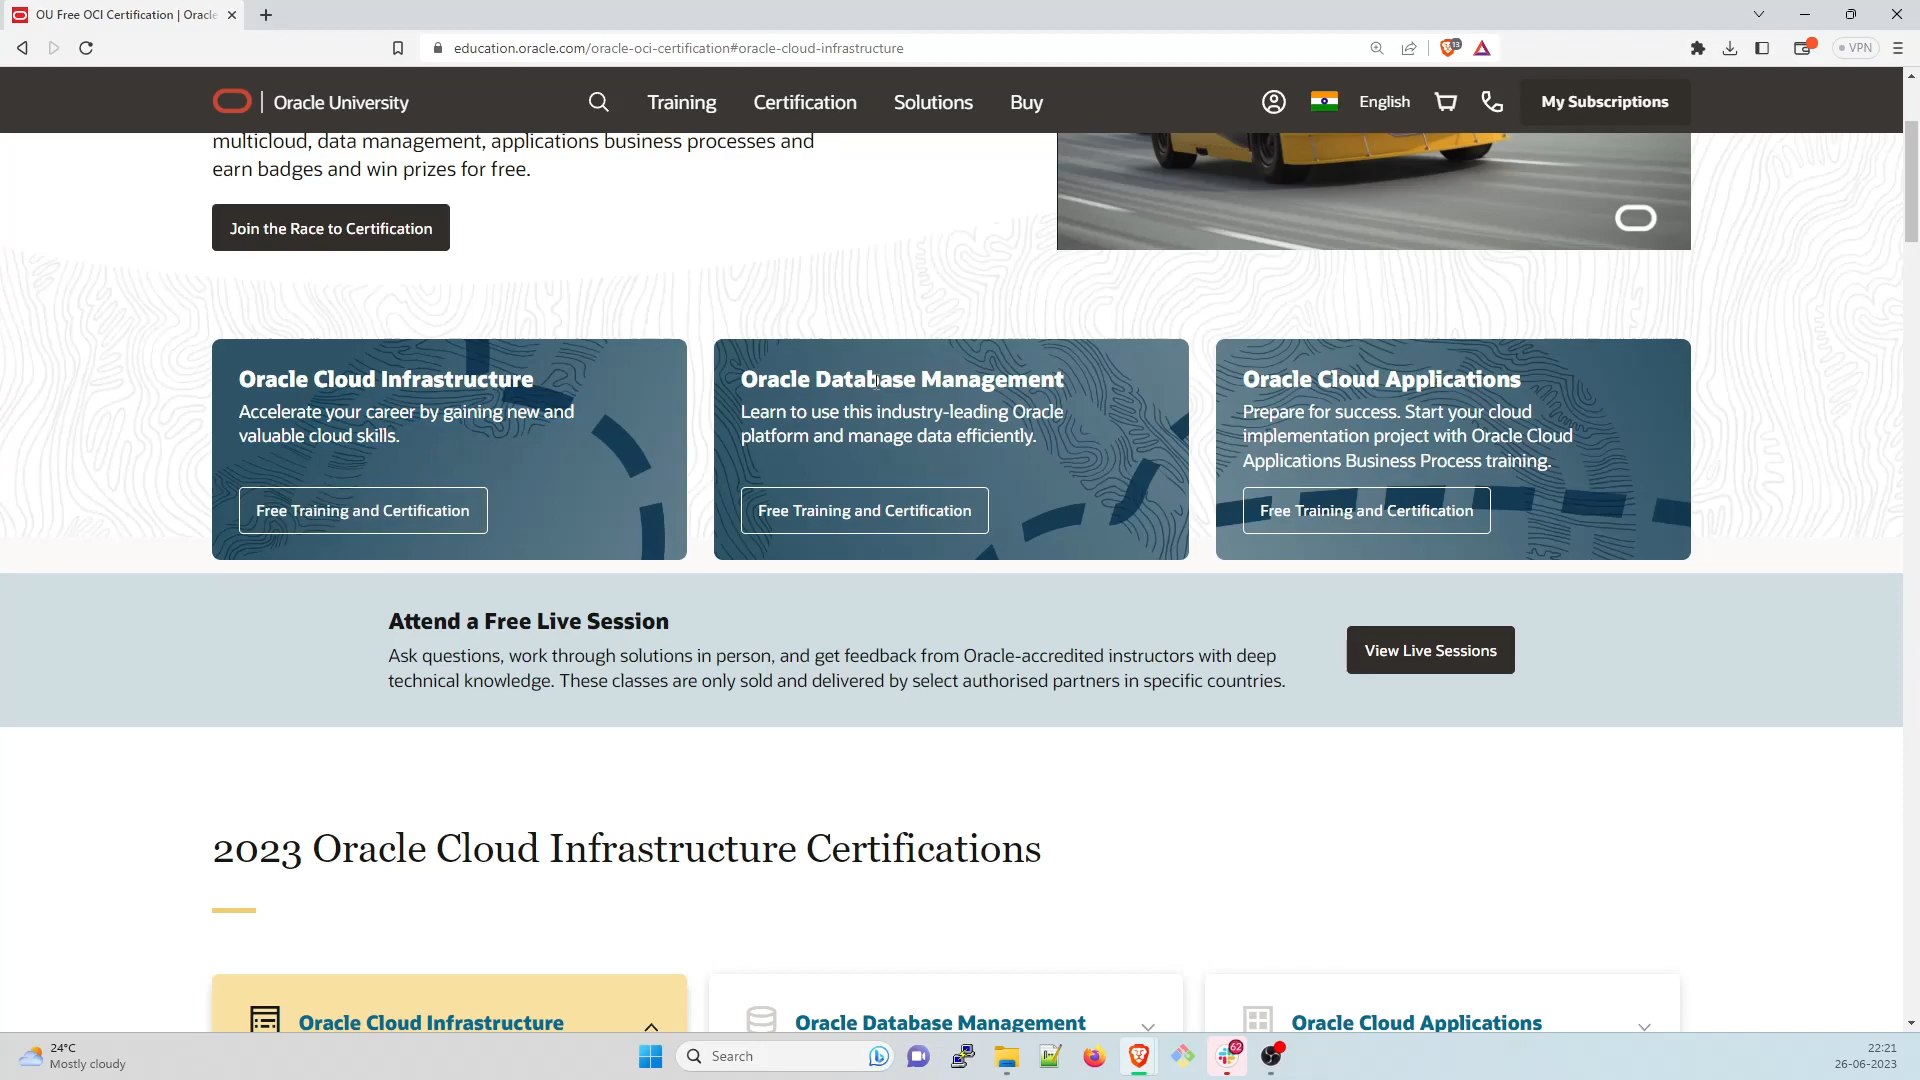 OU Free OCI Certification | Oracle
education.oracle.com/oracle-oci-certification#oracle-cloud-infrastructure
13
VPN
Oracle University
Training
Certification
Solutions
Buy
English
My Subscriptions
multicloud, data management, applications business processes and
earn badges and win prizes for free.
Join the Race to Certification
Oracle Cloud Infrastructure
Accelerate your career by gaining new and
valuable cloud skills.
Free Training and Certification
Oracle Database Management
Learn to use this industry-leading Oracle
platform and manage data efficiently.
Free Training and Certification
Oracle Cloud Applications
Prepare for success. Start your cloud
implementation project with Oracle Cloud
Applications Business Process training.
Free Training and Certification
Attend a Free Live Session
Ask questions, work through solutions in person, and get feedback from Oracle-accredited instructors with deep
technical knowledge. These classes are only sold and delivered by select authorised partners in specific countries.
View Live Sessions
2023 Oracle Cloud Infrastructure Certifications
Oracle Cloud Infrastructure
Oracle Database Management
Oracle Cloud Applications
24°C
Mostly cloudy
Search
62
22:21
26-06-2023